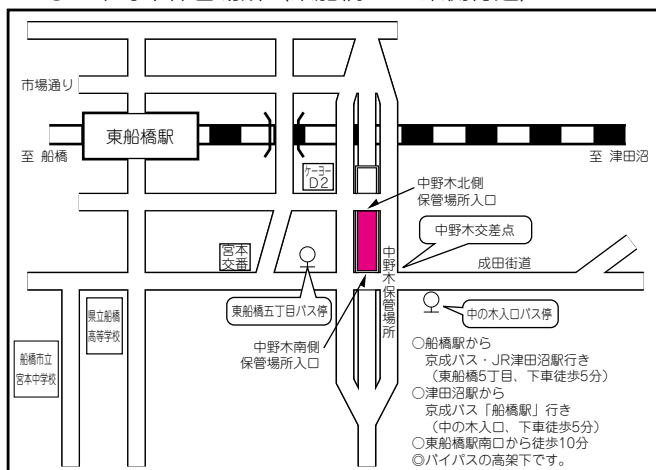 市場通り
東船橋駅
至 船橋
至 津田沼
ケーヨー
D2
中野木北側
保管場所入口
中野木交差点
宮本
交番
成田街道
中野木保管場所
東船橋五丁目バス停
中の木入口バス停
県立船橋
高等学校
中野木南側
保管場所入口
船橋市立
宮本中学校
○船橋駅から
京成バス・JR津田沼駅行き
（東船橋5丁目、下車徒歩5分）
○津田沼駅から
京成バス「船橋駅」行き
（中の木入口、下車徒歩5分）
○東船橋駅南口から徒歩10分
◎バイパスの高架下です。